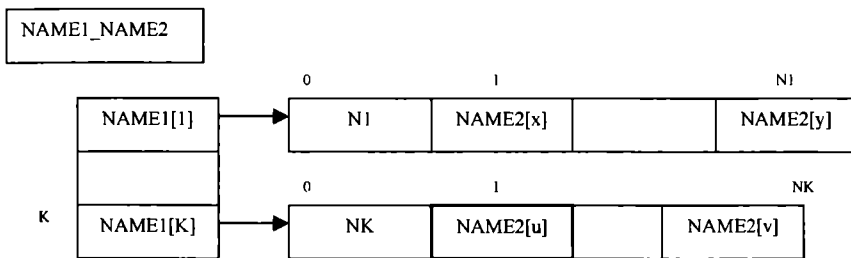 NAME1_NAME2
0 1 N1
NAME1[1} N1 NAME2[x} NAME2[y]
0 1 NK
K NAME1[K} NK NAME2[u] NAME2[v]